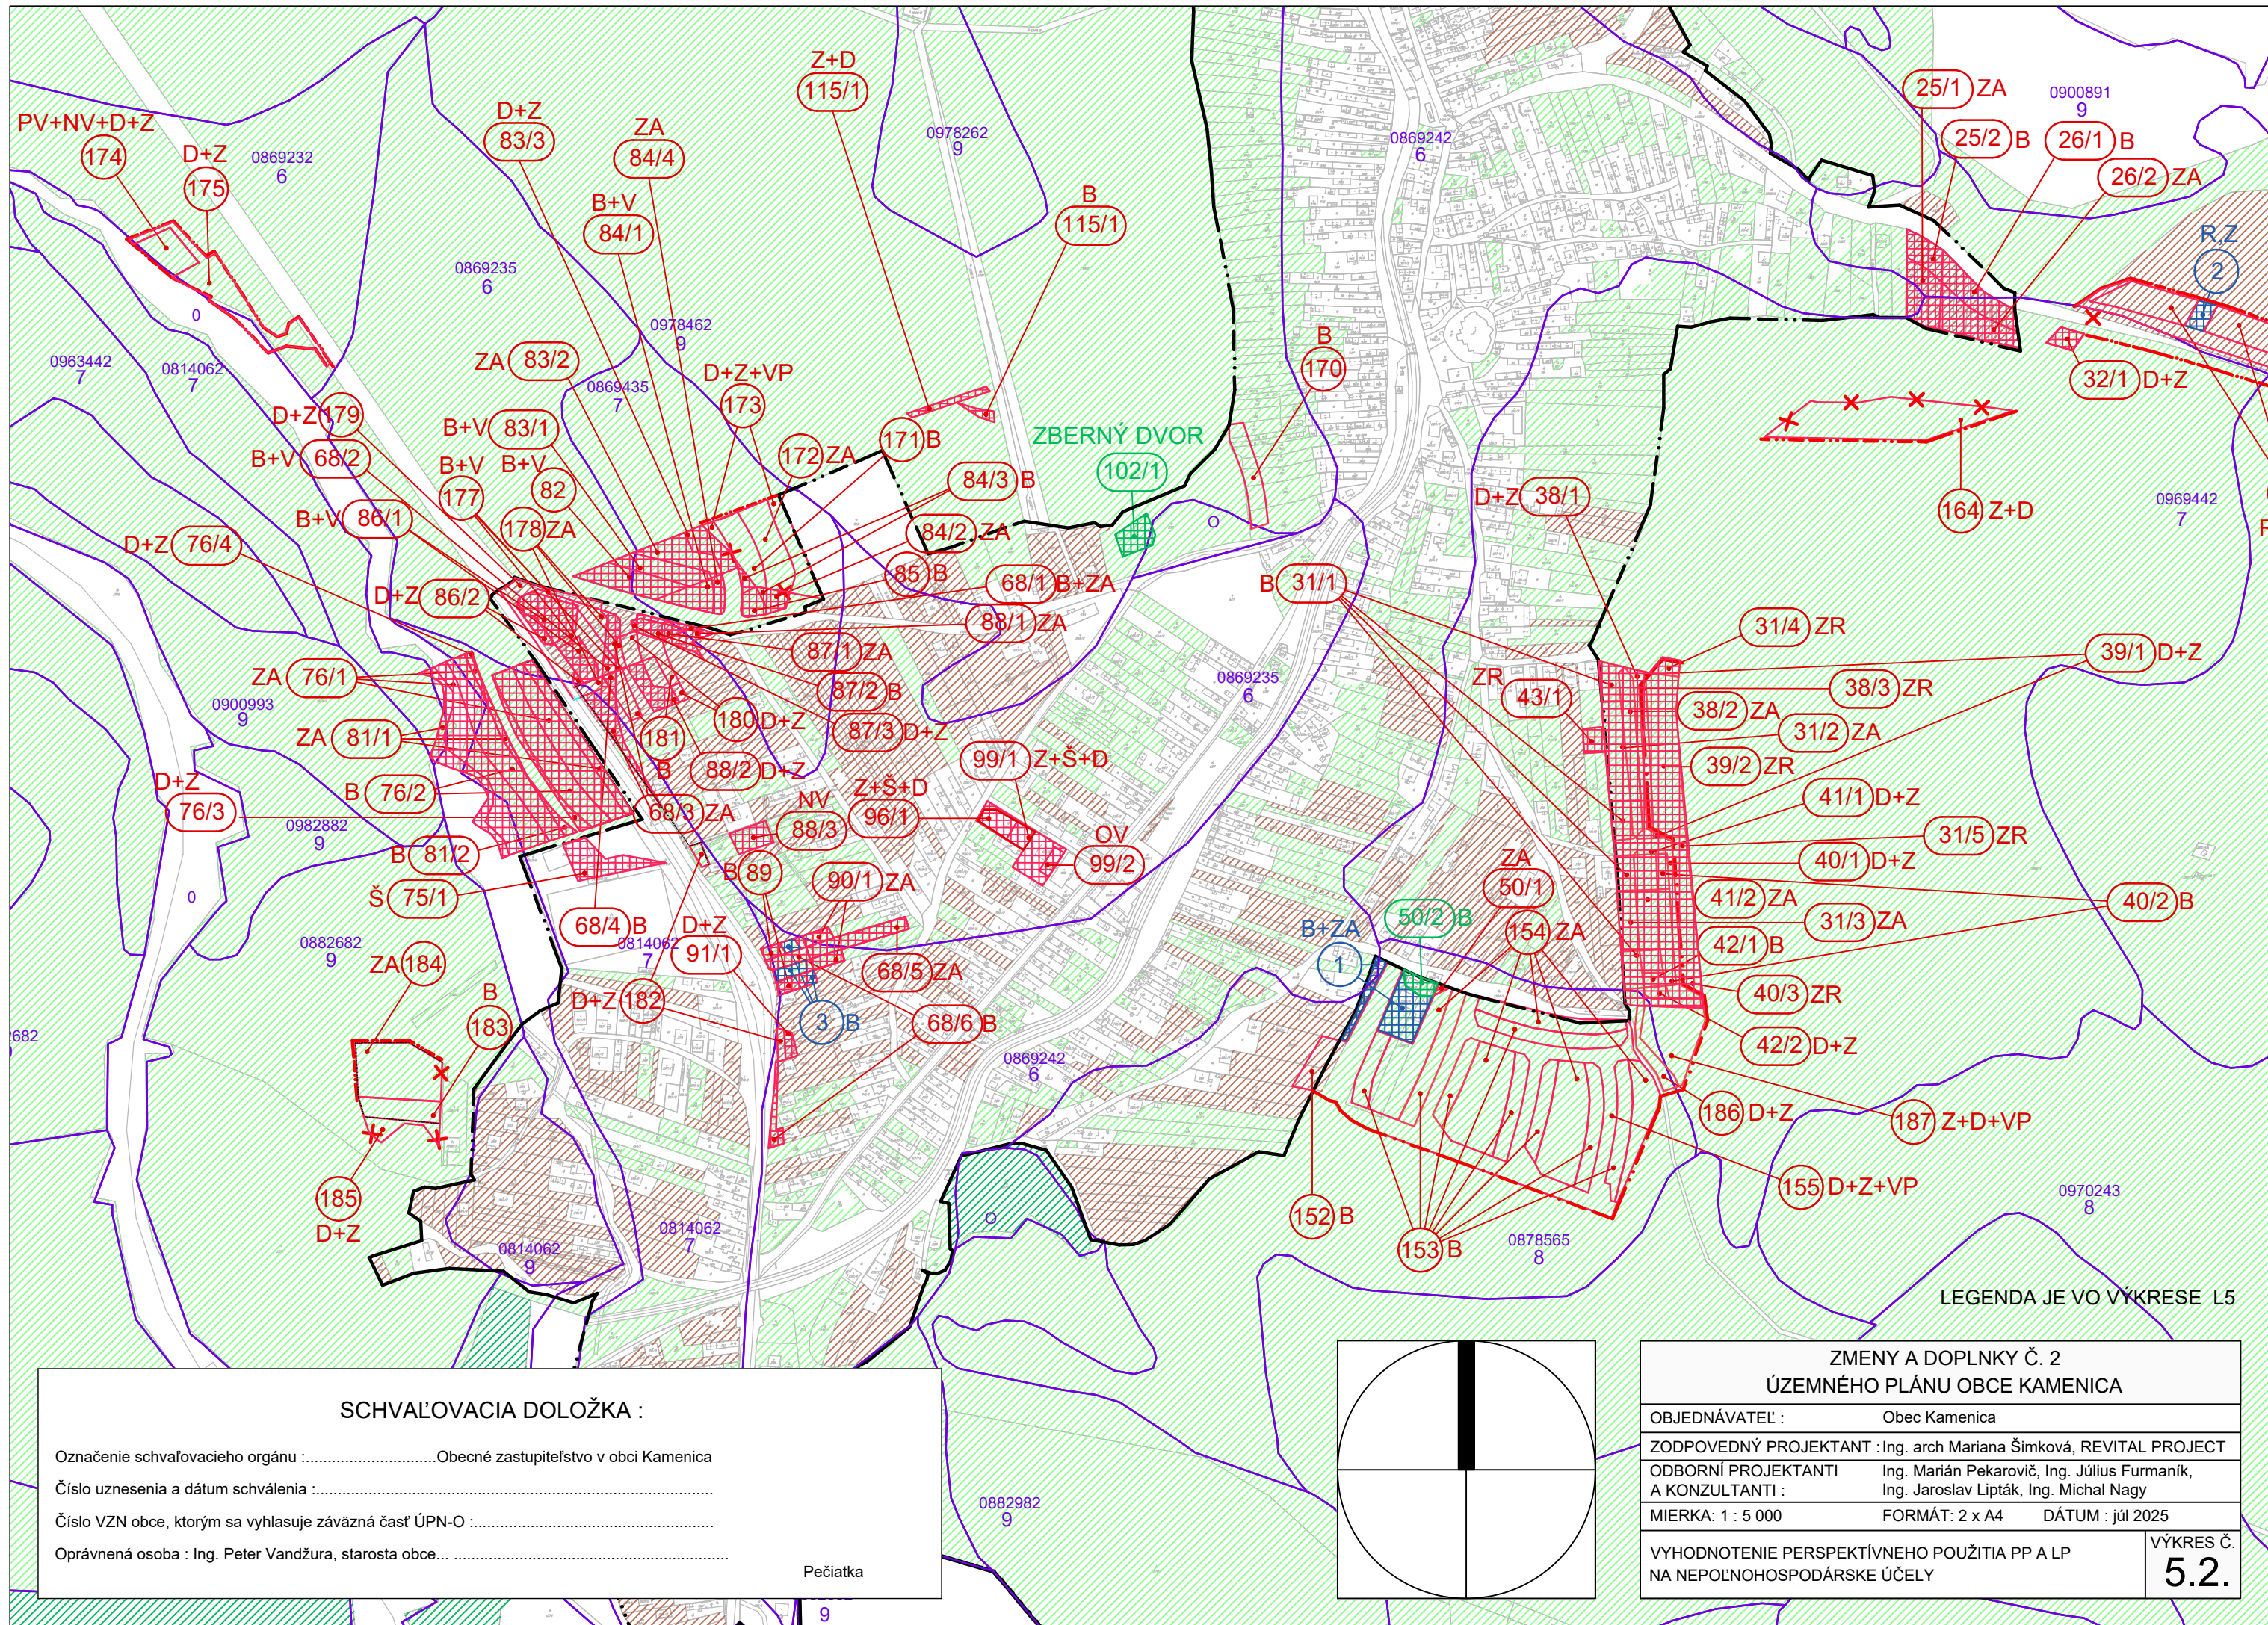 Z+D
115/1
D+Z
83/3
ZA
84/4
B+V
84/1
PV+NV+D+Z
174
D+Z
175
0869232
6
0978262
9
0869242
6
25/1 ZA
0900891
9
25/2 B
26/1 B
26/2 ZA
R,Z
2
B
115/1
0869235
6
0978462
9
0
0963442
7
0814062
7
ZA 83/2
0869435
7
D+Z+VP
173
B
170
32/1 D+Z
D+Z 179
B+V 83/1
171 B
172 ZA
ZBERNÝ DVOR
102/1
B+V 68/2
B+V
177
B+V
82
84/3 B
D+Z 38/1
164 Z+D
0969442
7
B+V 86/1
178 ZA
84/2 ZA
O
D+Z 76/4
85 B
68/1 B+ZA
B 31/1
D+Z 86/2
88/1 ZA
31/4 ZR
87/1 ZA
39/1 D+Z
ZA 76/1
87/2 B
0869235
6
ZR
43/1
38/3 ZR
0900993
9
180 D+Z
87/3 D+Z
38/2 ZA
31/2 ZA
ZA 81/1
181
B
88/2 D+Z
99/1 Z+Š+D
39/2 ZR
D+Z
76/3
B 76/2
68/3 ZA
NV
88/3
Z+Š+D
96/1
41/1 D+Z
0982882
9
OV
99/2
31/5 ZR
B 81/2
B 89
90/1 ZA
ZA
50/1
40/1 D+Z
Š 75/1
41/2 ZA
40/2 B
68/4 B
D+Z
91/1
B+ZA
1
50/2 B
154 ZA
31/3 ZA
0
0882682
9
0814062
7
42/1 B
ZA 184
68/5 ZA
40/3 ZR
B
183
D+Z 182
3 B
68/6 B
682
0869242
6
42/2 D+Z
186 D+Z
187 Z+D+VP
185
D+Z
155 D+Z+VP
0970243
8
152 B
153 B
0878565
8
O
0814062
7
0814062
9
LEGENDA JE VO VÝKRESE L5
SCHVAĽOVACIA DOLOŽKA :
Označenie schvaľovacieho orgánu :..............................Obecné zastupiteľstvo v obci Kamenica
Číslo uznesenia a dátum schválenia :...........................................................................................
Číslo VZN obce, ktorým sa vyhlasuje záväzná časť ÚPN-O :.......................................................
Oprávnená osoba : Ing. Peter Vandžura, starosta obce... ...............................................................
Pečiatka
0882982
9
9
ZMENY A DOPLNKY Č. 2
ÚZEMNÉHO PLÁNU OBCE KAMENICA
OBJEDNÁVATEĽ : Obec Kamenica
ZODPOVEDNÝ PROJEKTANT : Ing. arch Mariana Šimková, REVITAL PROJECT
ODBORNÍ PROJEKTANTI Ing. Marián Pekarovič, Ing. Július Furmaník,
A KONZULTANTI : Ing. Jaroslav Lipták, Ing. Michal Nagy
MIERKA: 1 : 5 000 FORMÁT: 2 x A4 DÁTUM : júl 2025
VYHODNOTENIE PERSPEKTÍVNEHO POUŽITIA PP A LP
NA NEPOĽNOHOSPODÁRSKE ÚČELY
VÝKRES Č.
5.2.